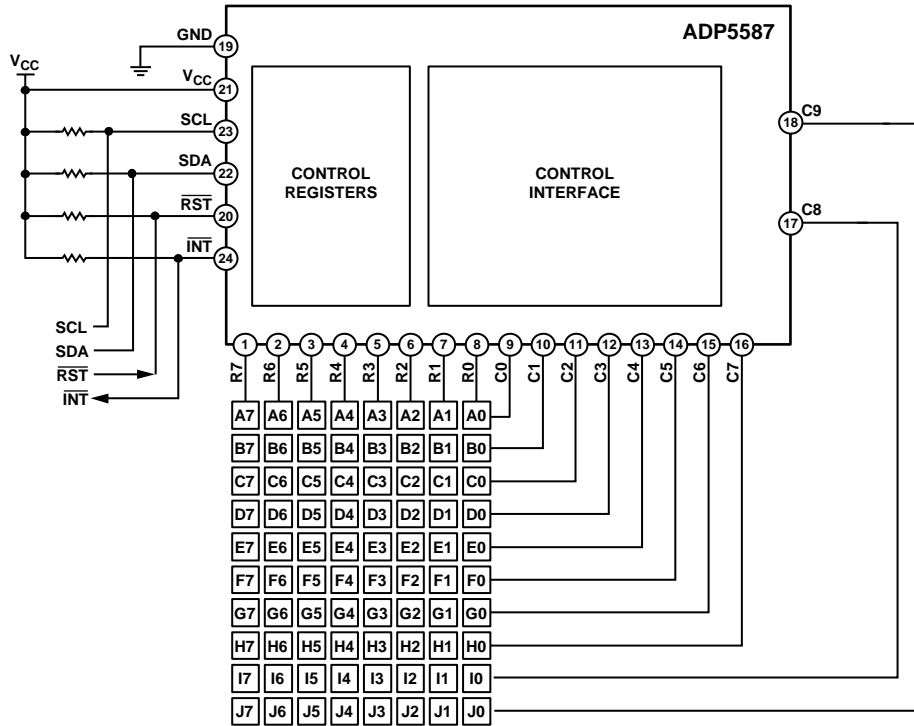 ADP5587
GND
19
VCC
VCC
21
SCL
23
SDA
22
RST
20
INT
24
CONTROL
REGISTERS
CONTROL
INTERFACE
18
C9
17
C8
SCL
SDA
RST
INT
1 2 3 4 5 6 7 8 9 10 11 12 13 14 15 16
R7 R6 R5 R4 R3 R2 R1 R0 C0 C1 C2 C3 C4 C5 C6 C7
A7 A6 A5 A4 A3 A2 A1 A0
B7 B6 B5 B4 B3 B2 B1 B0
C7 C6 C5 C4 C3 C2 C1 C0
D7 D6 D5 D4 D3 D2 D1 D0
E7 E6 E5 E4 E3 E2 E1 E0
F7 F6 F5 F4 F3 F2 F1 F0
G7 G6 G5 G4 G3 G2 G1 G0
H7 H6 H5 H4 H3 H2 H1 H0
I7 I6 I5 I4 I3 I2 I1 I0
J7 J6 J5 J4 J3 J2 J1 J0